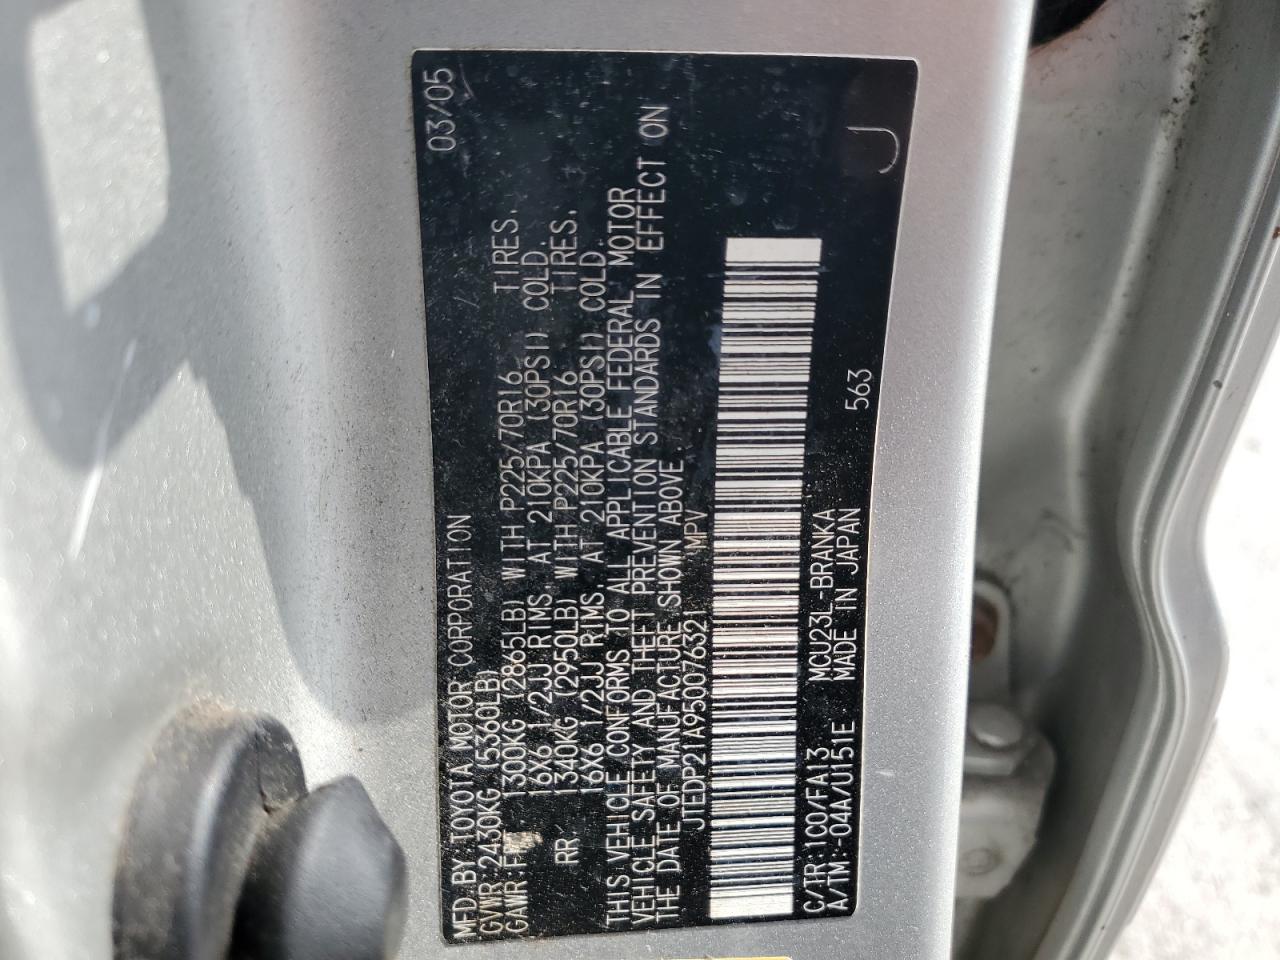 MFD. BY TOYOTA MOTOR CORPORATION 03/05
GVWR 2430KG (5360LB)
GAWR:FR 1300KG (2865LB) WITH P225/70R16 TIRES.
16X6 1/2JJ RIMS. AT 210KPA (30PSI) COLD.
RR 1340KG (2950LB) WITH P225/70R16 TIRES.
16X6 1/2JJ RIMS. AT 210KPA (30PSI) COLD.
THIS VEHICLE CONFORMS TO ALL APPLICABLE FEDERAL MOTOR
VEHICLE SAFETY AND THEFT PREVENTION STANDARDS IN EFFECT ON
THE DATE OF MANUFACTURE SHOWN ABOVE.
JTEDP21A950076321 MPV
C/TR:1C0/FA13 MCU23L-BRANKA 563
A/TM:-04A/U151E MADE IN JAPAN
J